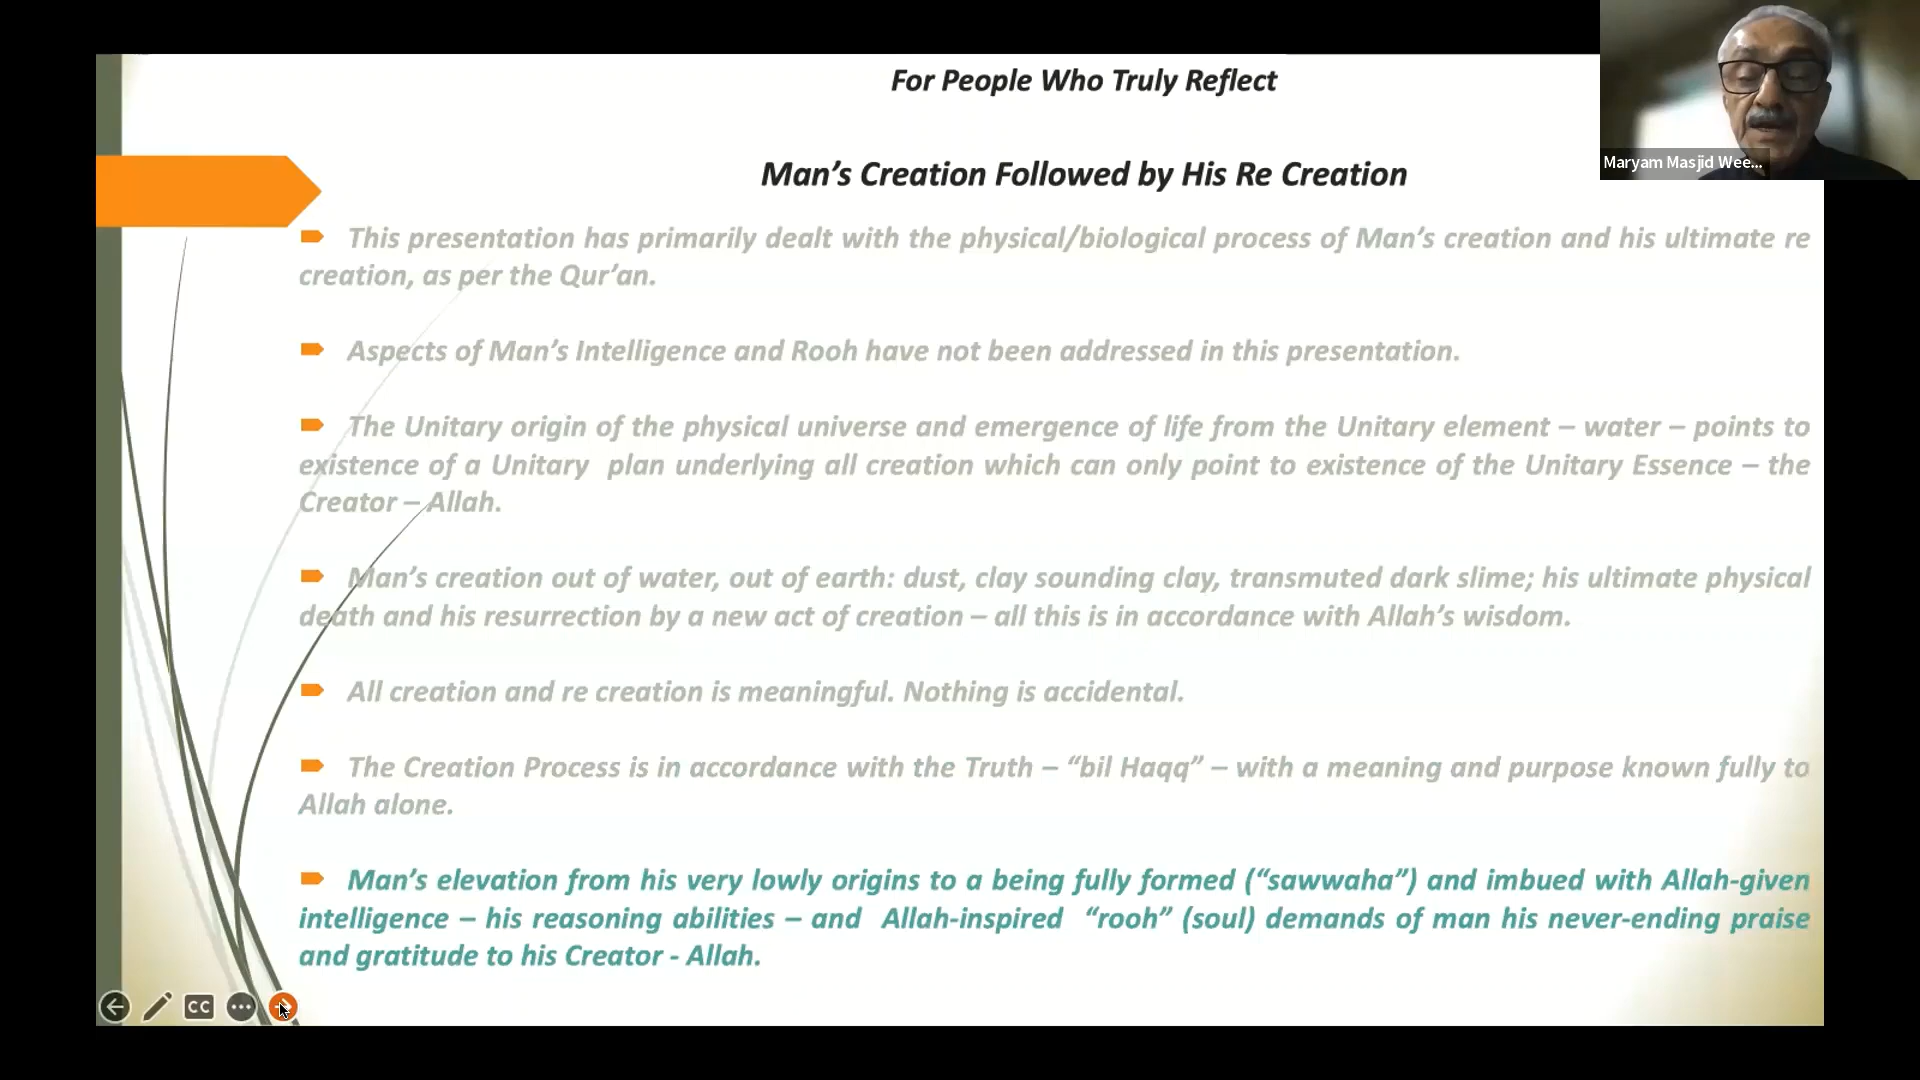 For People Who Truly Reflect
Man's Creation Followed by His Re Creation
This presentation has primarily dealt with the physical/biological process of Man's creation and his ultimate re
creation, as per the Qur'an.
Aspects of Man's Intelligence and Rooh have not been addressed in this presentation.
The Unitary origin of the physical universe and emergence of life from the Unitary element – water – points to
existence of a Unitary plan underlying all creation which can only point to existence of the Unitary Essence – the
Creator – Allah.
Man's creation out of water, out of earth: dust, clay sounding clay, transmuted dark slime; his ultimate physical
death and his resurrection by a new act of creation – all this is in accordance with Allah's wisdom.
All creation and re creation is meaningful. Nothing is accidental.
The Creation Process is in accordance with the Truth – “bil Haqq” – with a meaning and purpose known fully to
Allah alone.
Man's elevation from his very lowly origins to a being fully formed (“sawwaha”) and imbued with Allah-given
intelligence – his reasoning abilities – and Allah-inspired “rooh” (soul) demands of man his never-ending praise
and gratitude to his Creator - Allah.
Maryam Masjid Wee...
CC